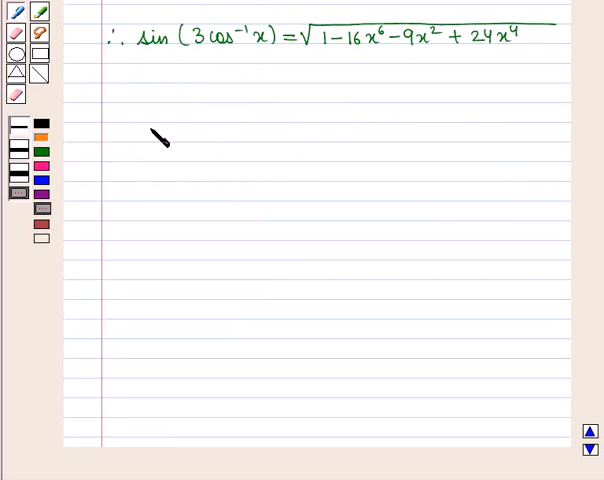 ∴ sin (3 cos⁻¹ x) = √1 - 16x⁶ - 9x² + 24x⁴